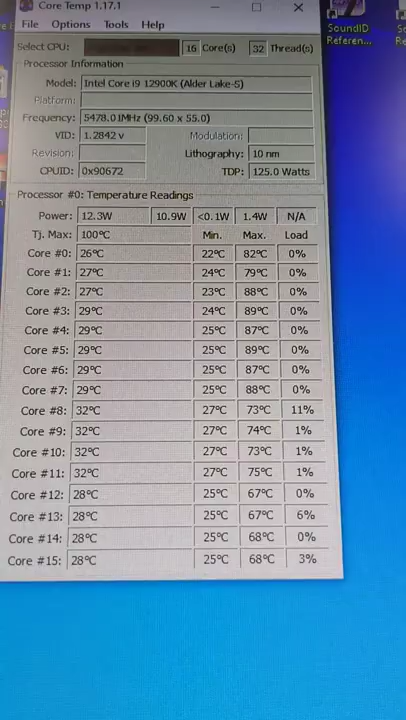 Core Temp 1.17.1
File Options Tools Help
Select CPU: 16 Core(s) 32 Thread(s)
Processor Information
Model: Intel Core i9 12900K (Alder Lake-S)
Platform:
Frequency: 5478.01MHz (99.60 x 55.0)
VID: 1.2842 v Modulation:
Revision: Lithography: 10 nm
CPUID: 0x90672 TDP: 125.0 Watts
Processor #0: Temperature Readings
Power: 12.3W 10.9W <0.1W 1.4W N/A
Tj. Max: 100°C Min. Max. Load
Core #0: 26°C 22°C 82°C 0%
Core #1: 27°C 24°C 79°C 0%
Core #2: 27°C 23°C 88°C 0%
Core #3: 29°C 24°C 89°C 0%
Core #4: 29°C 25°C 87°C 0%
Core #5: 29°C 25°C 89°C 0%
Core #6: 29°C 25°C 87°C 0%
Core #7: 29°C 25°C 88°C 0%
Core #8: 32°C 27°C 73°C 11%
Core #9: 32°C 27°C 74°C 1%
Core #10: 32°C 27°C 73°C 1%
Core #11: 32°C 27°C 75°C 1%
Core #12: 28°C 25°C 67°C 0%
Core #13: 28°C 25°C 67°C 6%
Core #14: 28°C 25°C 68°C 0%
Core #15: 28°C 25°C 68°C 3%
SoundID
Referen...